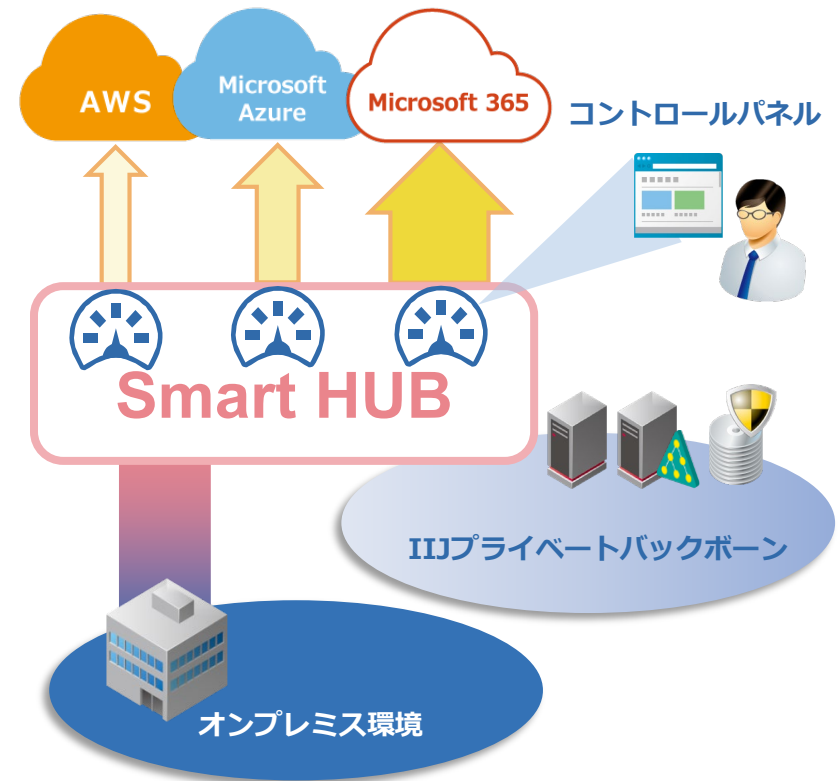 AWS
Microsoft
Azure
Microsoft 365
コントロールパネル
Smart HUB
IIJプライベートバックボーン
オンプレミス環境